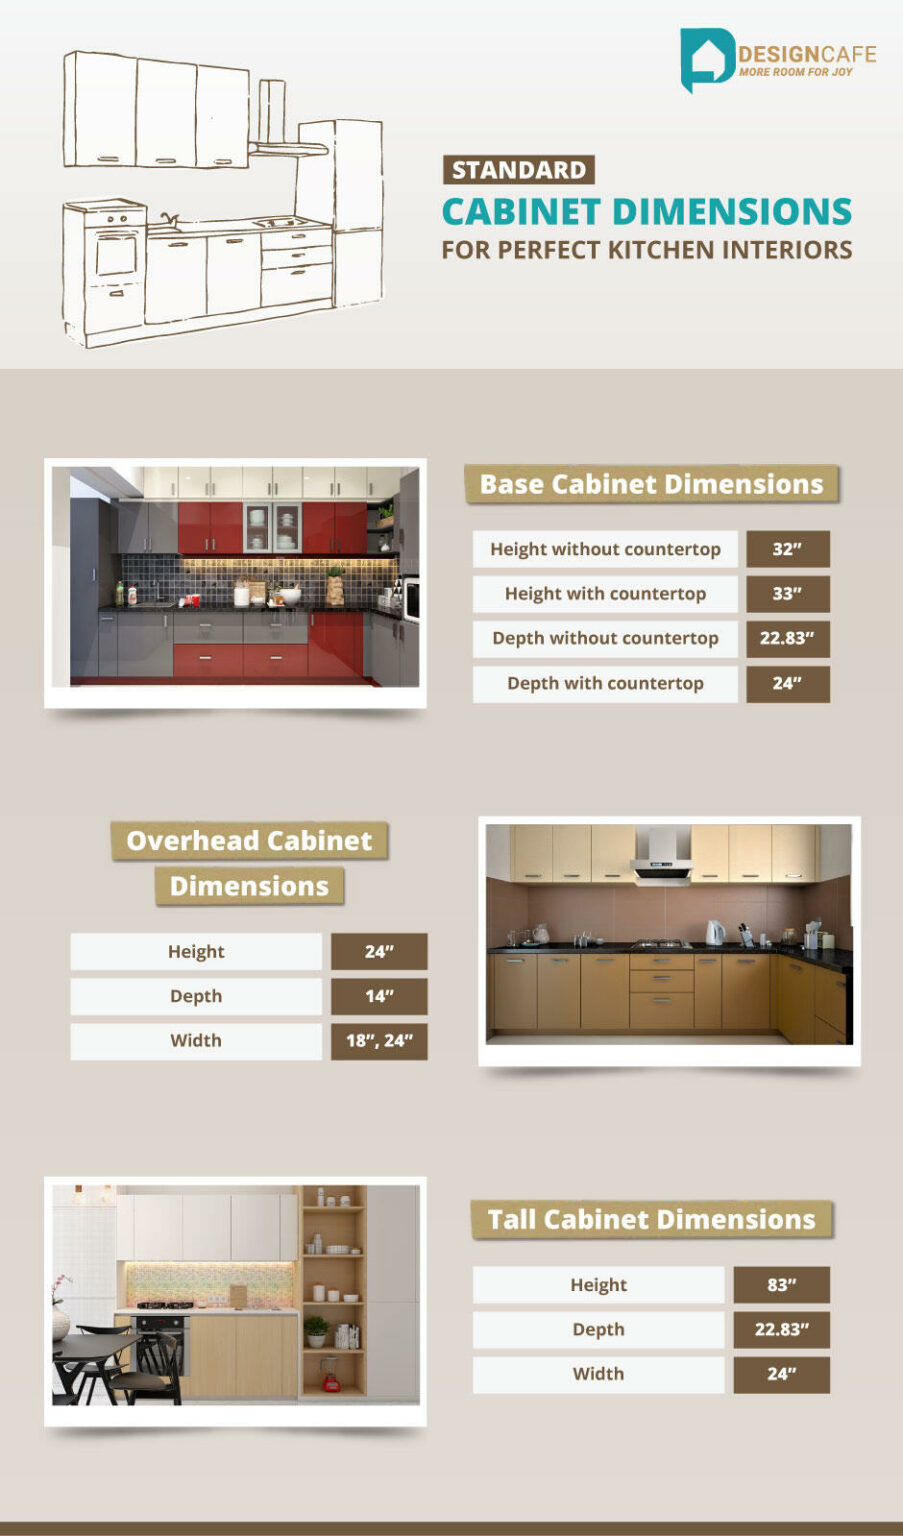 DESIGNCAFE
MORE ROOM FOR JOY
STANDARD
CABINET DIMENSIONS
FOR PERFECT KITCHEN INTERIORS
Base Cabinet Dimensions
Height without countertop 32”
Height with countertop 33”
Depth without countertop 22.83”
Depth with countertop 24”
Overhead Cabinet
Dimensions
Height 24”
Depth 14”
Width 18”, 24”
Tall Cabinet Dimensions
Height 83”
Depth 22.83”
Width 24”